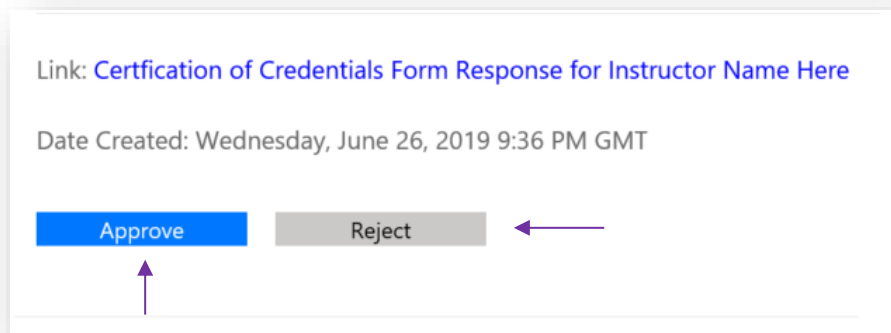 Link: Certfication of Credentials Form Response for Instructor Name Here
Date Created: Wednesday, June 26, 2019 9:36 PM GMT
Approve Reject